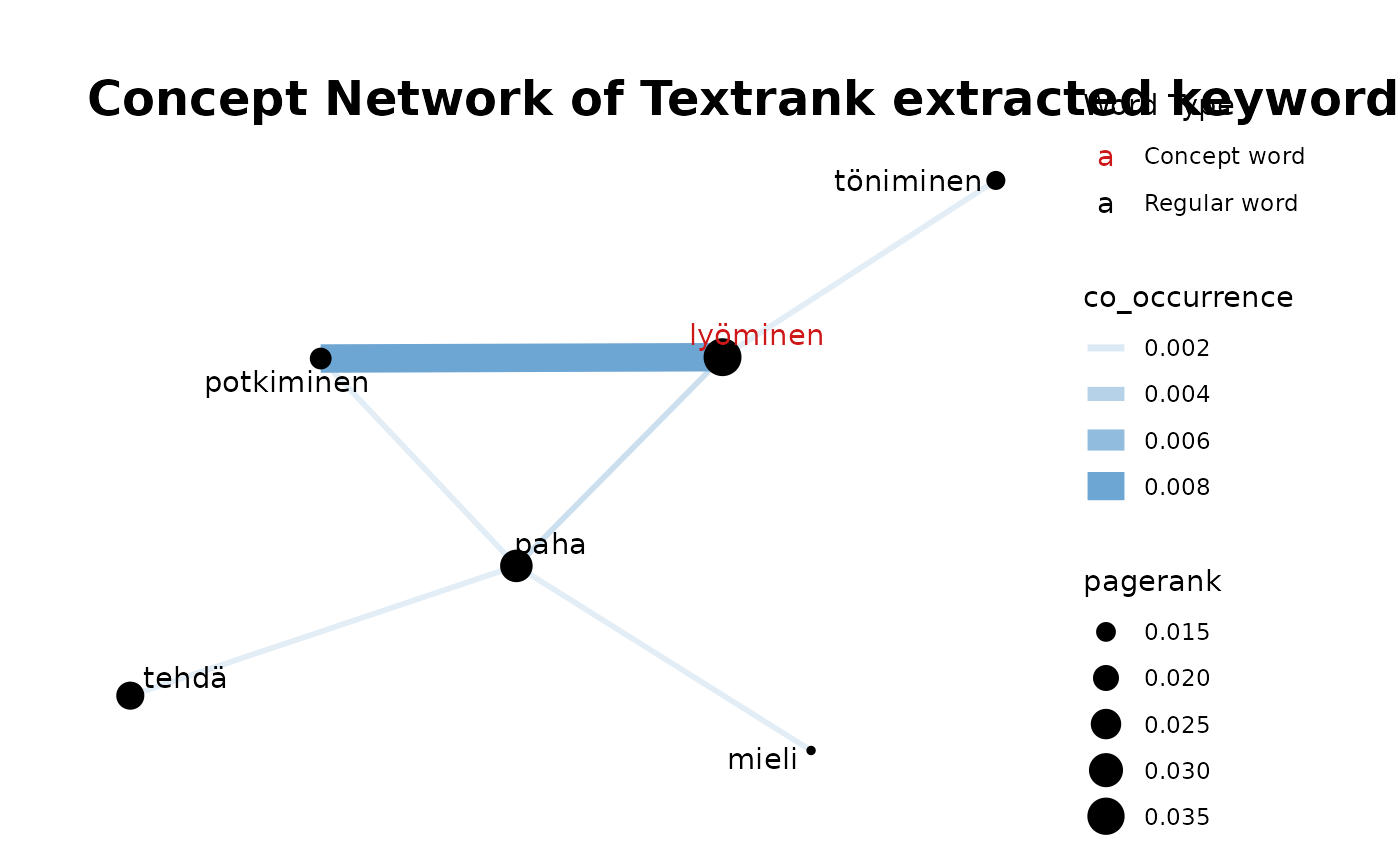 Concept Network of Textrank extracted keyword
Word Type
a Concept word
a Regular word
töniminen
lyöminen
potkiminen
paha
tehdä
mieli
co_occurrence
0.002
0.004
0.006
0.008
pagerank
0.015
0.020
0.025
0.030
0.035